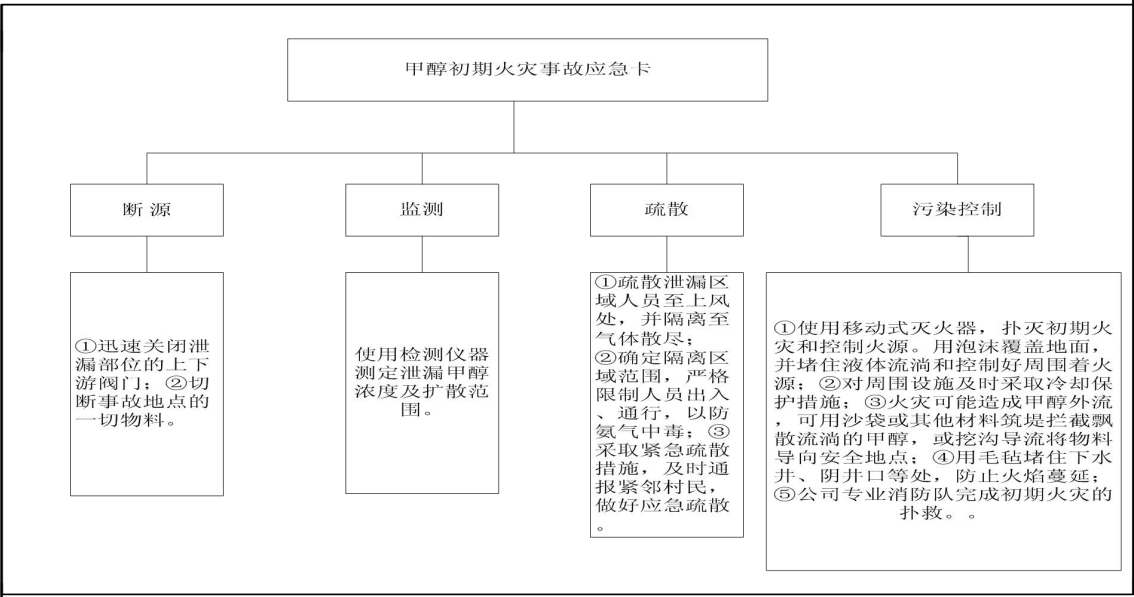 甲醇初期火灾事故应急卡
断 源
监测
疏散
污染控制
①迅速关闭泄
漏部位的上下
游阀门；②切
断事故地点的
一切物料。
使用检测仪器
测定泄漏甲醇
浓度及扩散范
围。
①疏散泄漏区
域人员至上风
处，并隔离至
气体散尽；
②确定隔离区
域范围，严格
限制人员出入
、通行，以防
氨气中毒；③
采取紧急疏散
措施，及时通
报紧邻村民，
做好应急疏散
。
①使用移动式灭火器，扑灭初期火
灾和控制火源。用泡沫覆盖地面，
并堵住液体流淌和控制好周围着火
源；②对周围设施及时采取冷却保
护措施；③火灾可能造成甲醇外流
，可用沙袋或其他材料筑堤拦截飘
散流淌的甲醇，或挖沟导流将物料
导向安全地点；④用毛毡堵住下水
井、阴井口等处，防止火焰蔓延；
⑤公司专业消防队完成初期火灾的
扑救。。